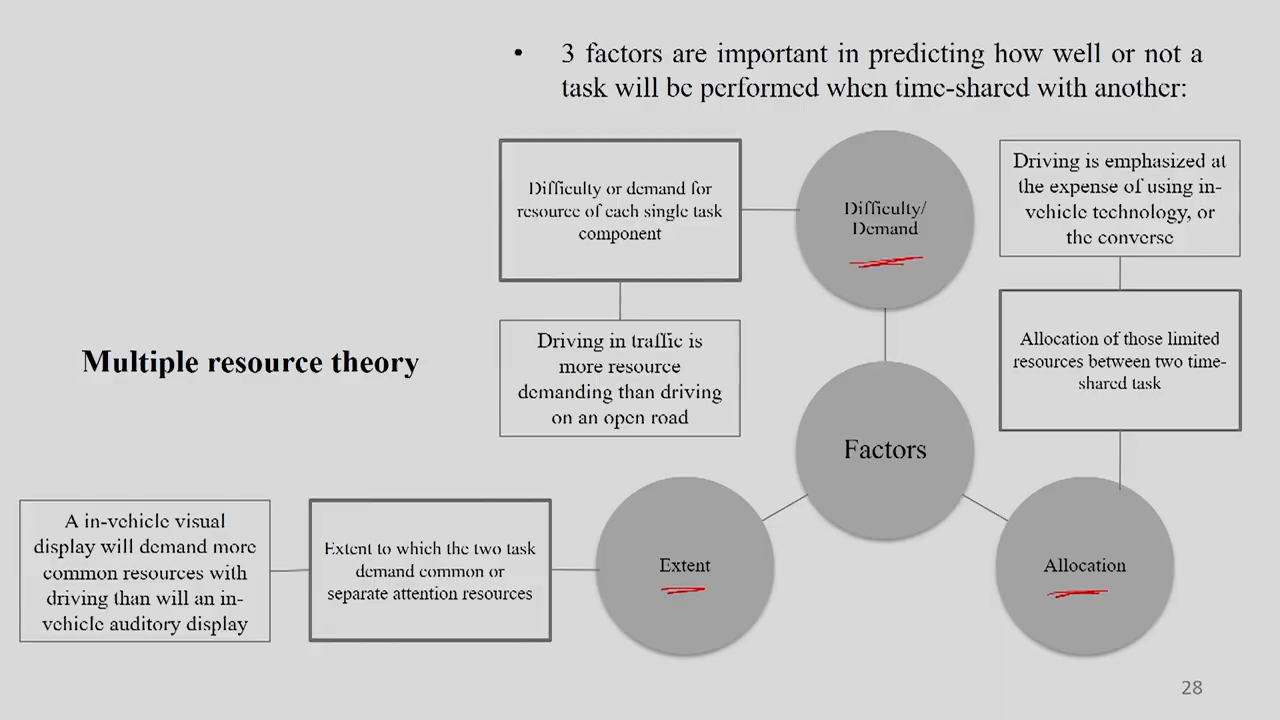 • 3 factors are important in predicting how well or not a
task will be performed when time-shared with another:
Difficulty or demand for
resource of each single task
component
Difficulty/
Demand
Driving is emphasized at
the expense of using in-
vehicle technology, or
the converse
Driving in traffic is
more resource
demanding than driving
on an open road
Allocation of those limited
resources between two time-
shared task
Multiple resource theory
Factors
A in-vehicle visual
display will demand more
common resources with
driving than will an in-
vehicle auditory display
Extent to which the two task
demand common or
separate attention resources
Extent
Allocation
28